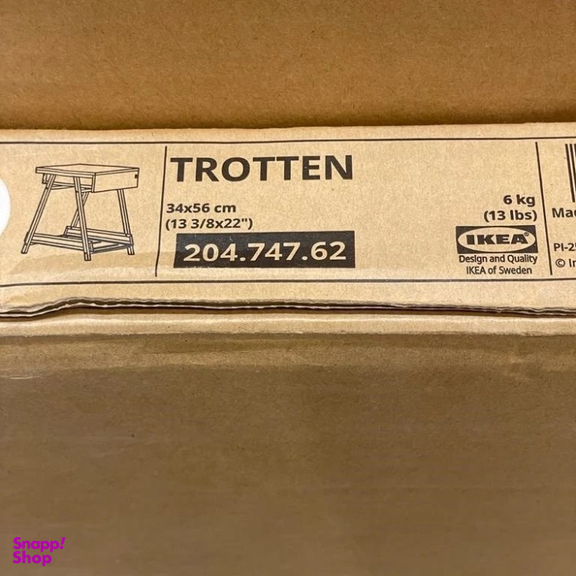 TROTTEN
34x56 cm
(13 3/8x22")
204.747.62
6 kg
(13 lbs)
IKEA
Design and Quality
IKEA of Sweden
Snapp!
Shop